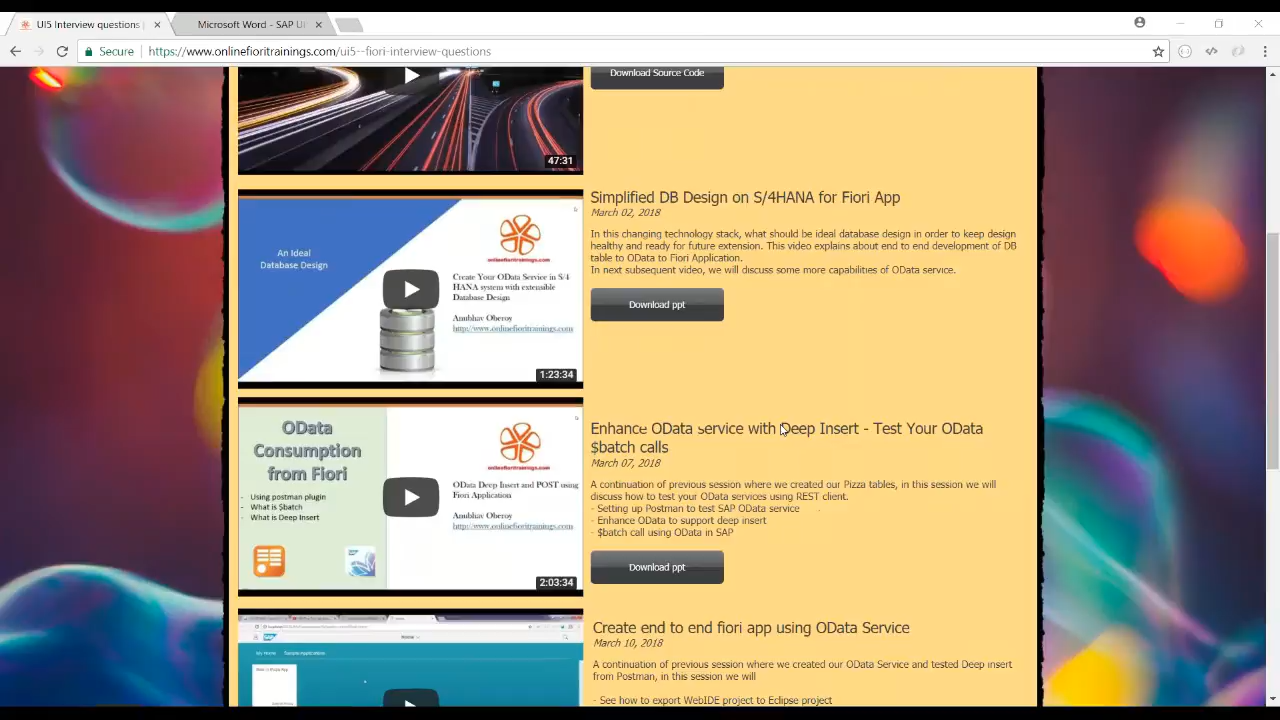 UI5 Interview questions
Microsoft Word - SAP Ui
Secure
https://www.onlinefioritrainings.com/ui5--fiori-interview-questions
Download Source Code
47:31
An Ideal
Database Design
onlinefioritrainings.com
Create Your OData Service in S/4
HANA system with extensible
Database Design
Anubhav Oberoy
http://www.onlinefioritrainings.com
1:23:34
Simplified DB Design on S/4HANA for Fiori App
March 02, 2018
In this changing technology stack, what should be ideal database design in order to keep design
healthy and ready for future extension. This video explains about end to end development of DB
table to OData to Fiori Application.
In next subsequent video, we will discuss some more capabilities of OData service.
Download ppt
OData
Consumption
from Fiori
- Using postman plugin
- What is $batch
- What is Deep Insert
onlinefioritrainings.com
OData Deep Insert and POST using
Fiori Application
Anubhav Oberoy
http://www.onlinefioritrainings.com
SAP
2:03:34
Enhance OData Service with Deep Insert - Test Your OData
$batch calls
March 07, 2018
A continuation of previous session where we created our Pizza tables, in this session we will
discuss how to test your OData services using REST client.
- Setting up Postman to test SAP OData service
- Enhance OData to support deep insert
- $batch call using OData in SAP
Download ppt
SAP
Home
My Home
Create end to end fiori app using OData Service
March 10, 2018
A continuation of previous session where we created our OData Service and tested Deep insert
from Postman, in this session we will
- See how to export WebIDE project to Eclipse project